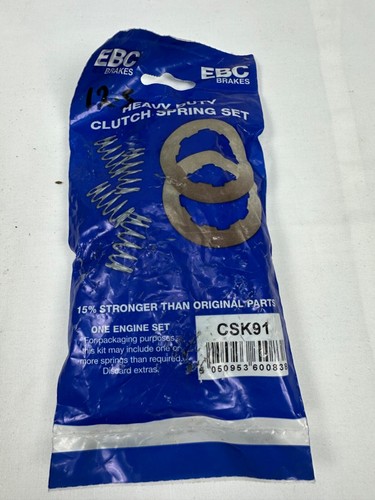 EBC
BRAKES
EBC
BRAKES
HEAVY DUTY
CLUTCH SPRING SET
15% STRONGER THAN ORIGINAL PARTS
ONE ENGINE SET
For packaging purposes,
this kit may include one or
more springs than required.
Discard extras.
CSK91
5 050953 600838